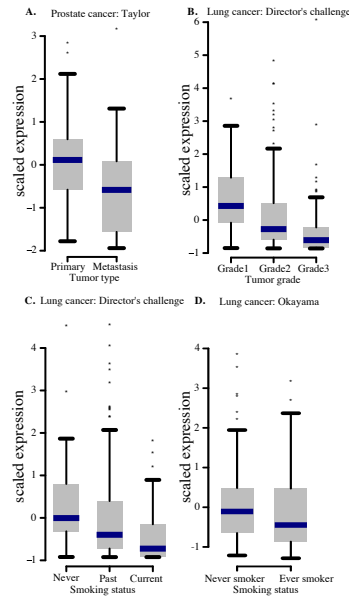 A. Prostate cancer: Taylor
scaled expression
3
2
1
0
−1
−2
Primary Metastasis
Tumor type
B. Lung cancer: Director's challenge
scaled expression
6
5
4
3
2
1
0
−1
Grade1 Grade2 Grade3
Tumor grade
C. Lung cancer: Director's challenge
scaled expression
4
3
2
1
0
−1
Never Past Current
Smoking status
D. Lung cancer: Okayama
scaled expression
4
3
2
1
0
-1
Never smoker Ever smoker
Smoking status